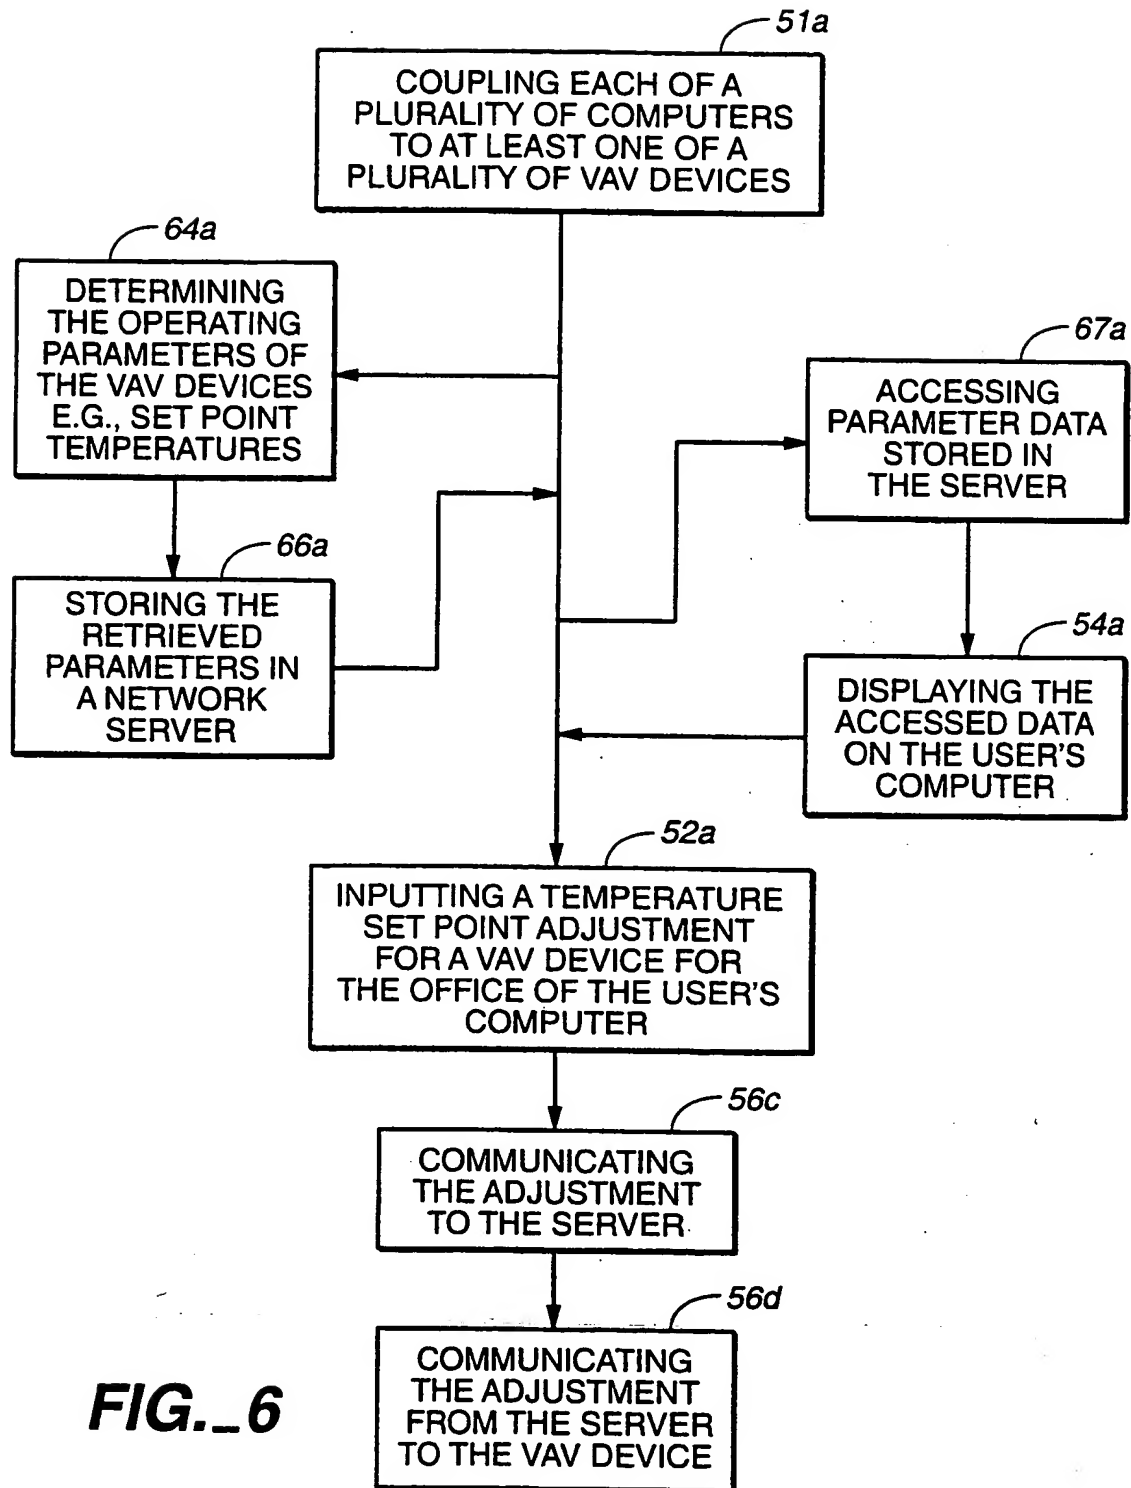 51a
COUPLING EACH OF A
PLURALITY OF COMPUTERS
TO AT LEAST ONE OF A
PLURALITY OF VAV DEVICES
64a
DETERMINING
THE OPERATING
PARAMETERS OF
THE VAV DEVICES
E.G., SET POINT
TEMPERATURES
67a
ACCESSING
PARAMETER DATA
STORED IN
THE SERVER
66a
STORING THE
RETRIEVED
PARAMETERS IN
A NETWORK
SERVER
54a
DISPLAYING THE
ACCESSED DATA
ON THE USER'S
COMPUTER
52a
INPUTTING A TEMPERATURE
SET POINT ADJUSTMENT
FOR A VAV DEVICE FOR
THE OFFICE OF THE USER'S
COMPUTER
56c
COMMUNICATING
THE ADJUSTMENT
TO THE SERVER
56d
COMMUNICATING
THE ADJUSTMENT
FROM THE SERVER
TO THE VAV DEVICE
FIG._6